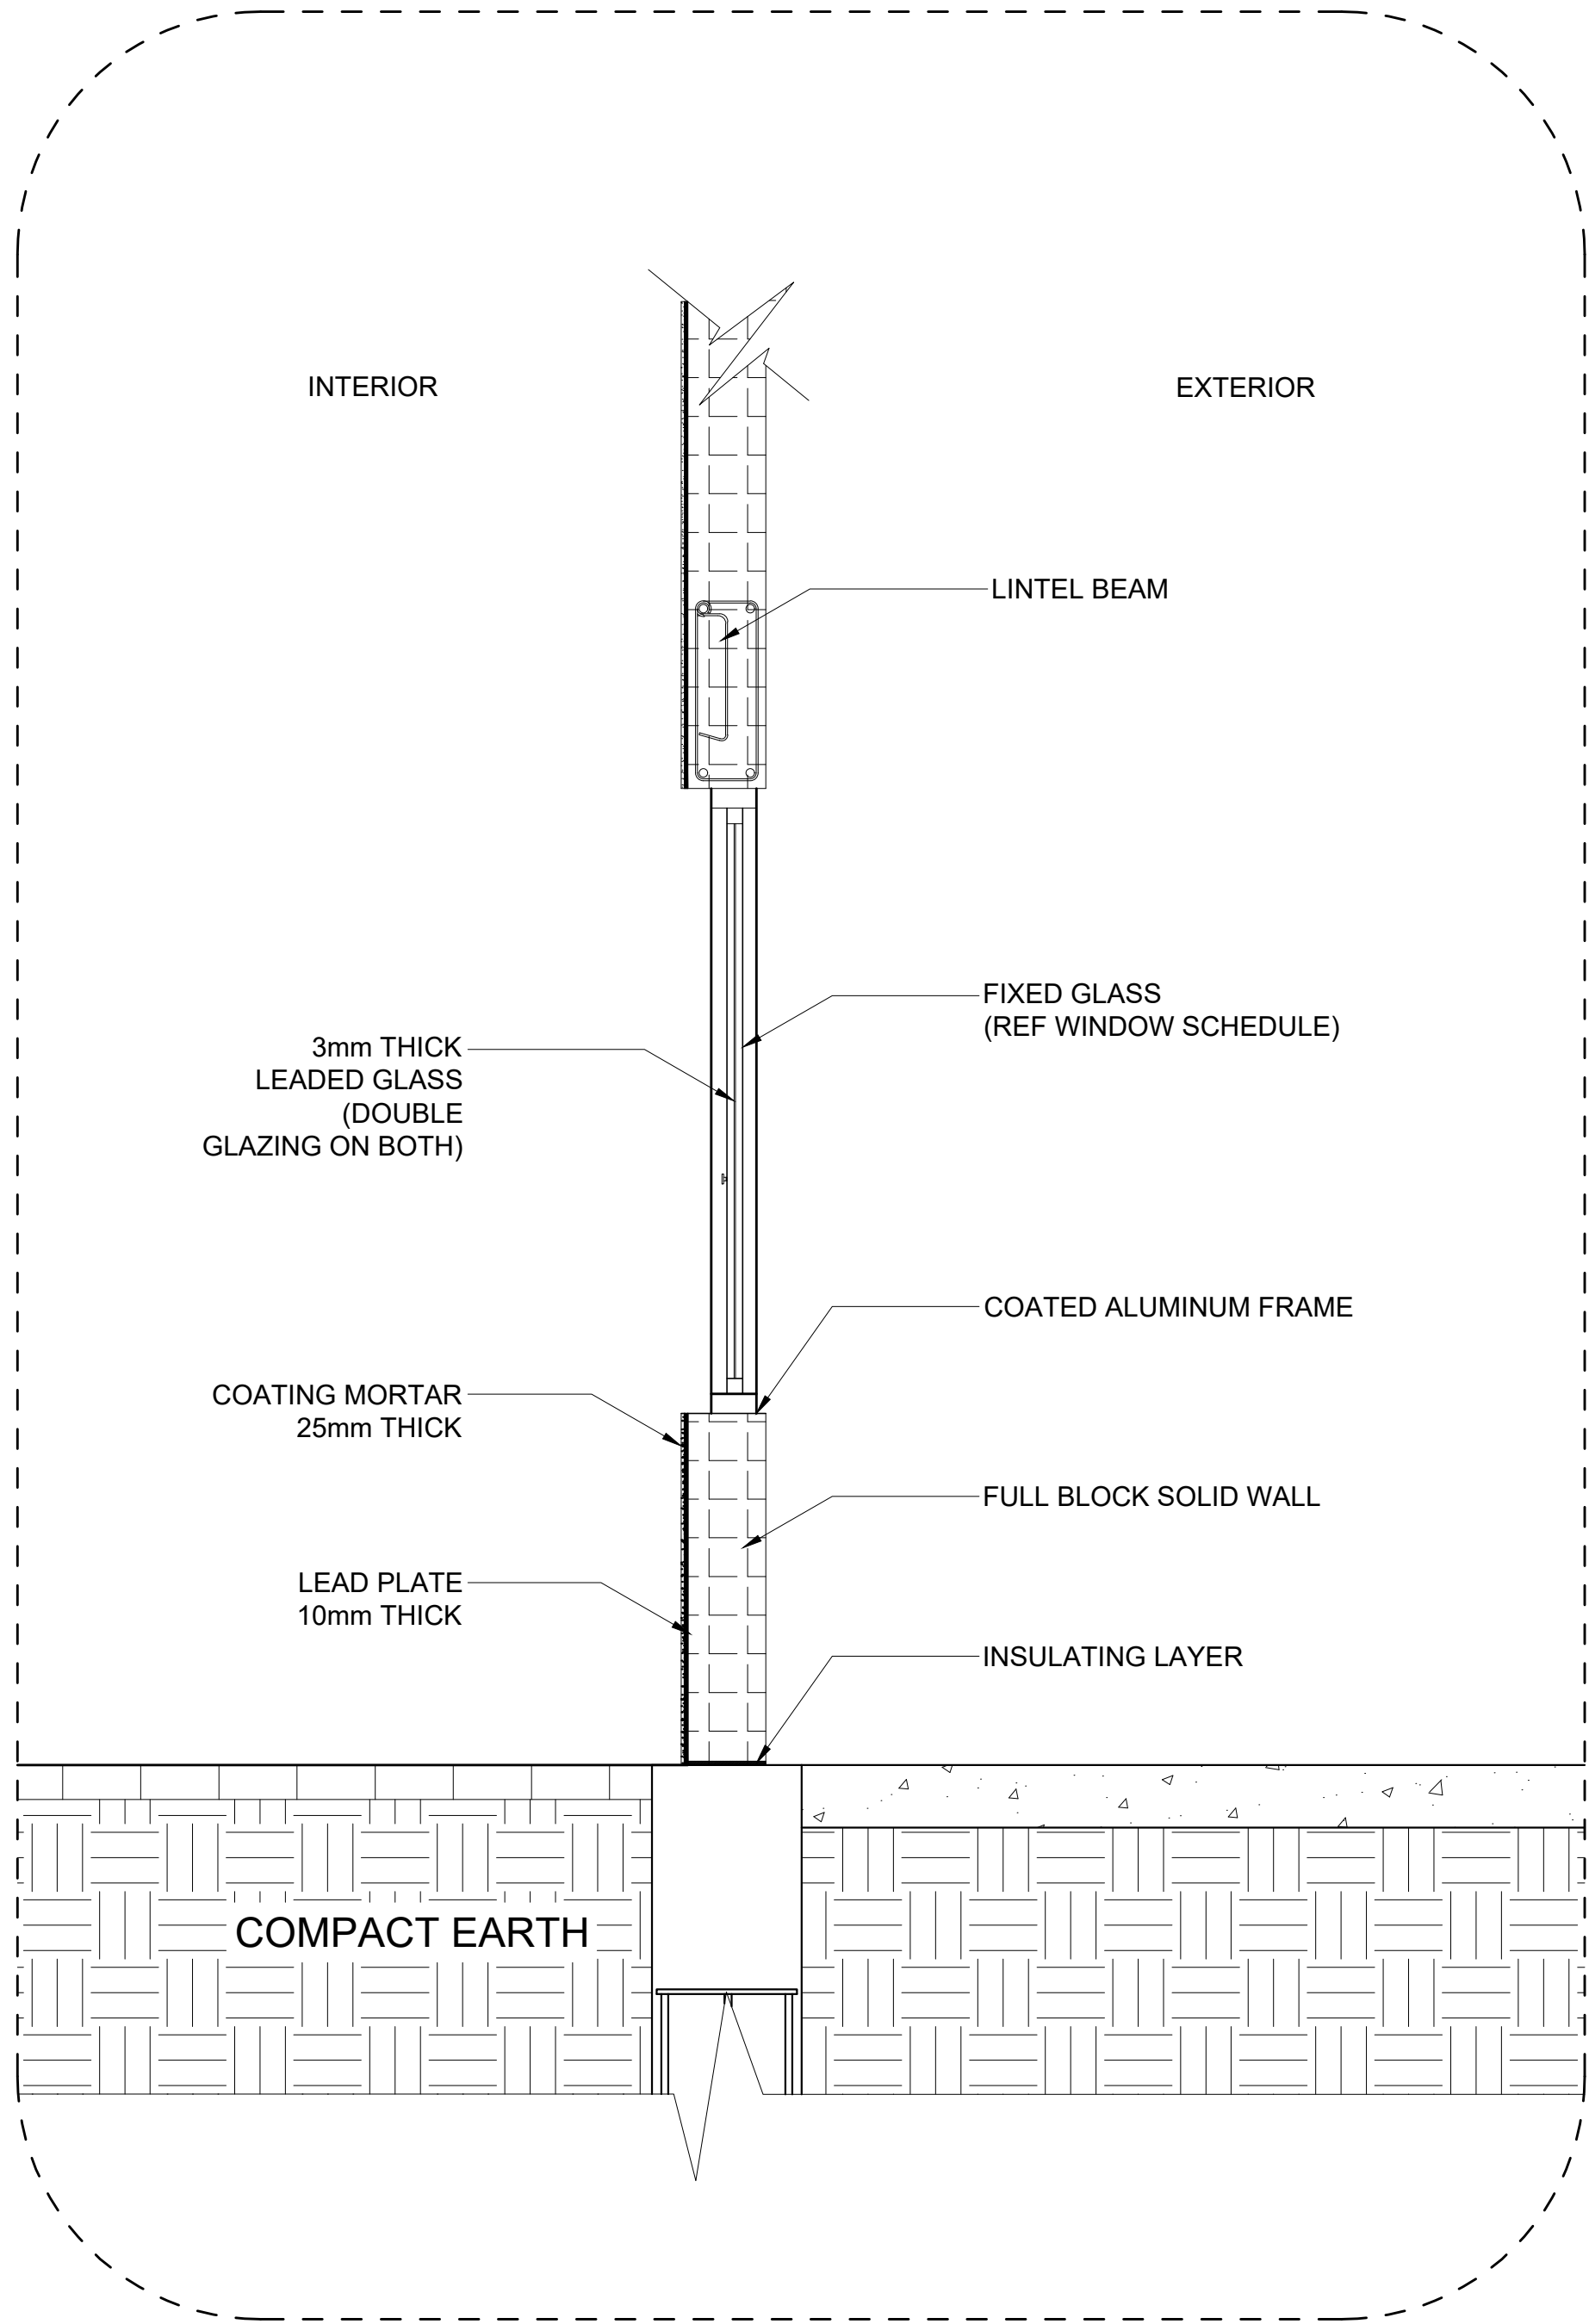 INTERIOR
EXTERIOR
LINTEL BEAM
FIXED GLASS
(REF WINDOW SCHEDULE)
3mm THICK
LEADED GLASS
(DOUBLE
GLAZING ON BOTH)
COATED ALUMINUM FRAME
COATING MORTAR
25mm THICK
FULL BLOCK SOLID WALL
LEAD PLATE
10mm THICK
INSULATING LAYER
COMPACT EARTH